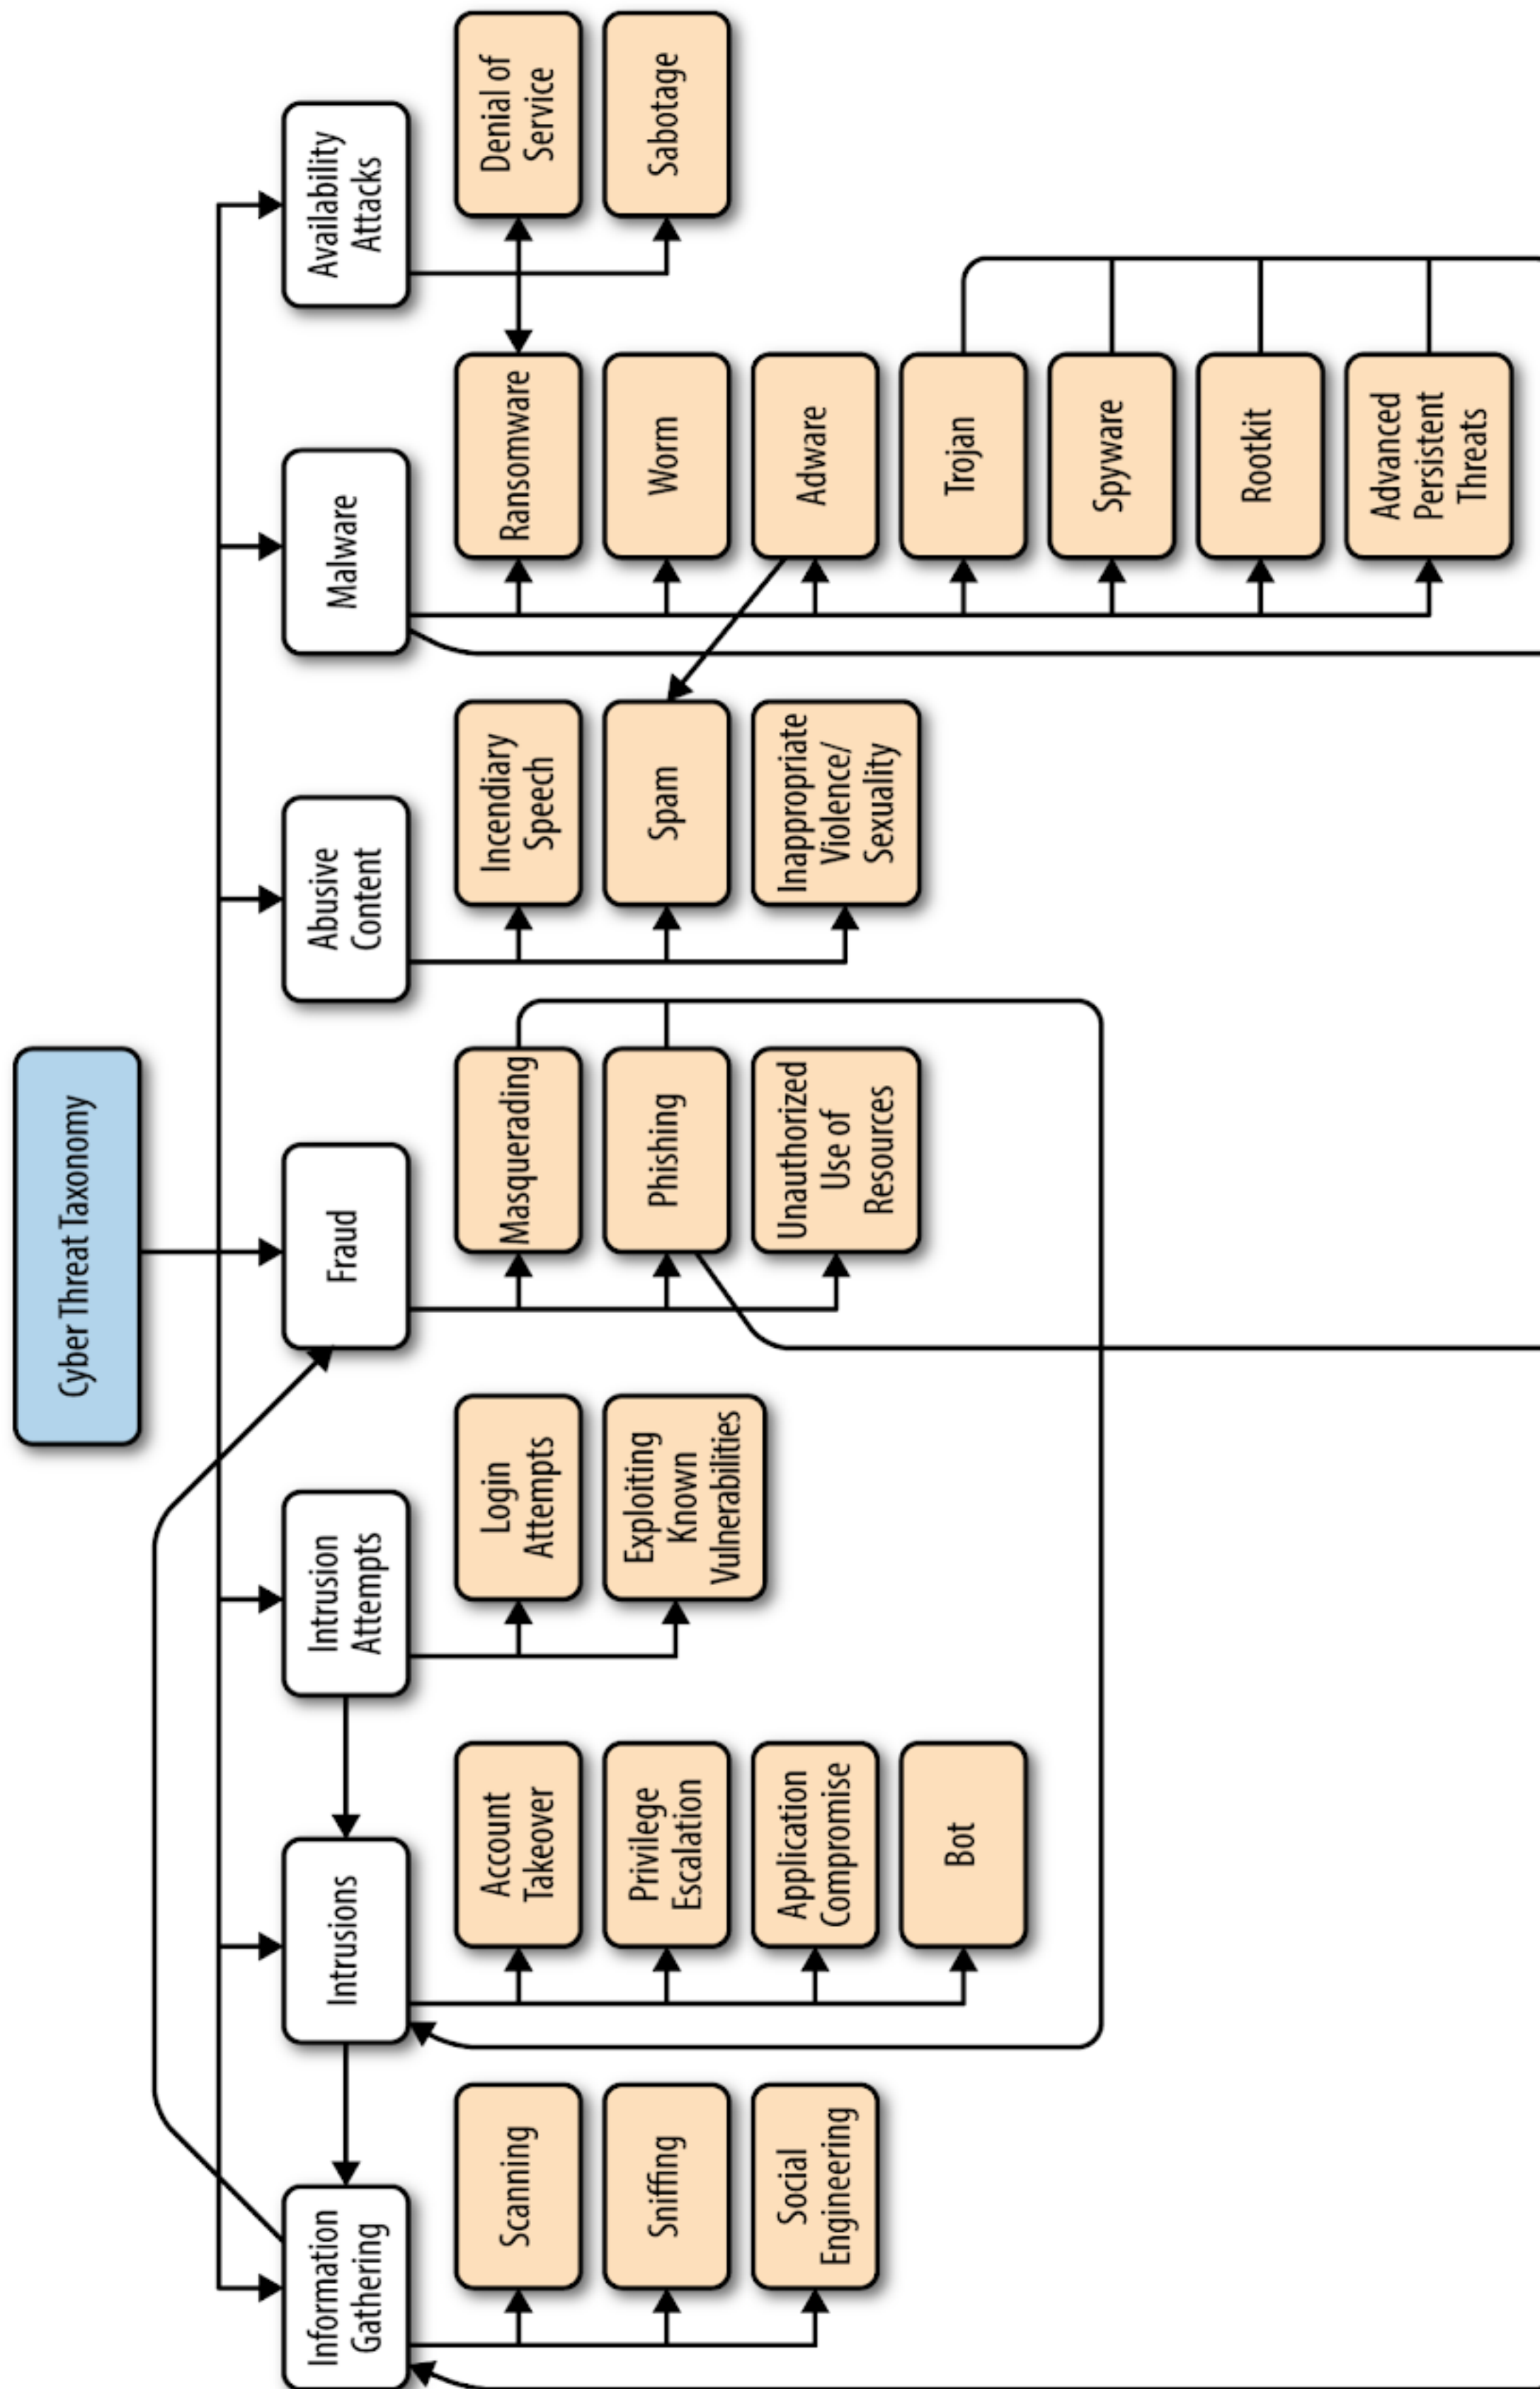 Cyber Threat Taxonomy
Information
Gathering
Scanning
Sniffing
Social
Engineering
Intrusions
Account
Takeover
Privilege
Escalation
Application
Compromise
Bot
Intrusion
Attempts
Login
Attempts
Exploiting
Known
Vulnerabilities
Fraud
Masquerading
Phishing
Unauthorized
Use of
Resources
Abusive
Content
Incendiary
Speech
Spam
Inappropriate
Violence/
Sexuality
Malware
Ransomware
Worm
Adware
Trojan
Spyware
Rootkit
Advanced
Persistent
Threats
Availability
Attacks
Denial of
Service
Sabotage